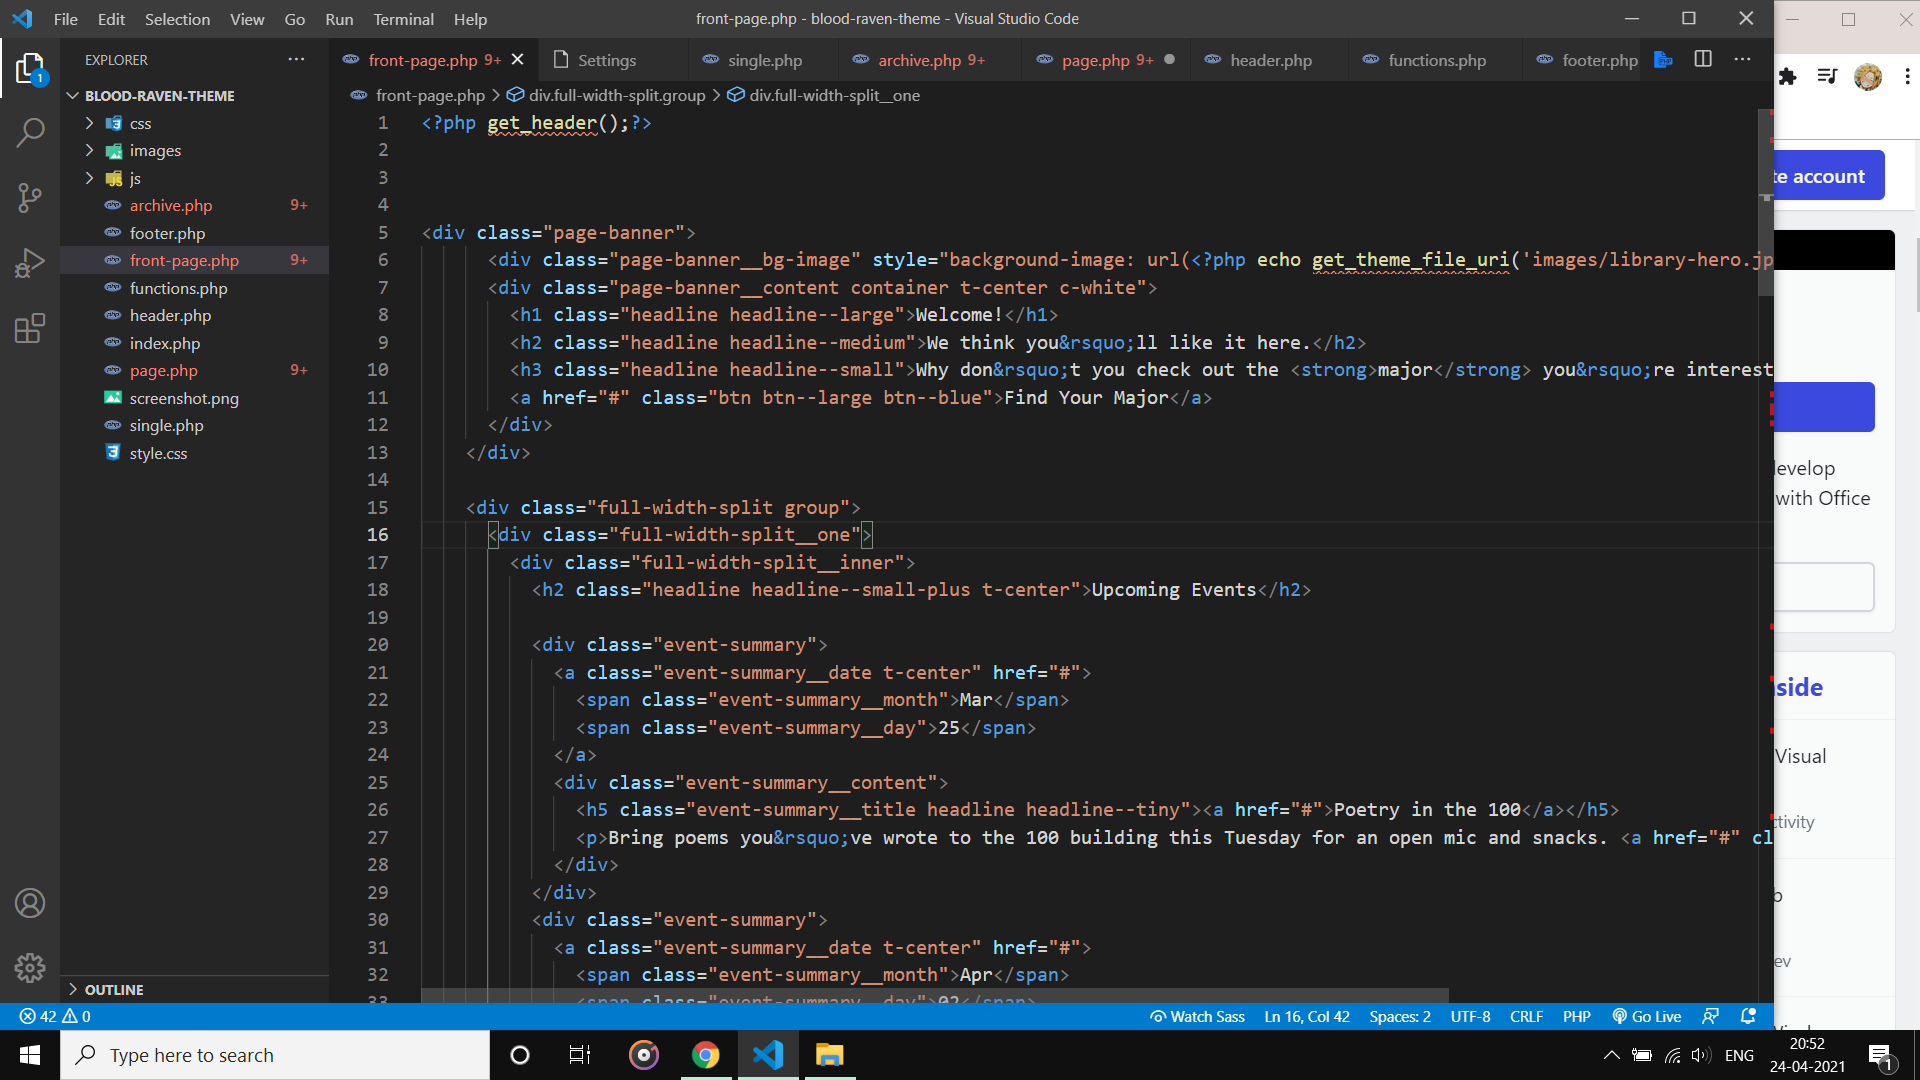 File Edit Selection View Go Run Terminal Help
front-page.php - blood-raven-theme - Visual Studio Code
EXPLORER
1
BLOOD-RAVEN-THEME
css
images
js
archive.php 9+
footer.php
front-page.php 9+
functions.php
header.php
index.php
page.php 9+
screenshot.png
single.php
style.css
OUTLINE
front-page.php 9+ Settings single.php archive.php 9+ page.php 9+ header.php functions.php footer.php
front-page.php > div.full-width-split.group > div.full-width-split__one
1 <?php get_header();?>
2
3
4
5 <div class="page-banner">
6 <div class="page-banner__bg-image" style="background-image: url(<?php echo get_theme_file_uri('images/library-hero.jp
7 <div class="page-banner__content container t-center c-white">
8 <h1 class="headline headline--large">Welcome!</h1>
9 <h2 class="headline headline--medium">We think you&rsquo;ll like it here.</h2>
10 <h3 class="headline headline--small">Why don&rsquo;t you check out the <strong>major</strong> you&rsquo;re interest
11 <a href="#" class="btn btn--large btn--blue">Find Your Major</a>
12 </div>
13 </div>
14
15 <div class="full-width-split group">
16 <div class="full-width-split__one">
17 <div class="full-width-split__inner">
18 <h2 class="headline headline--small-plus t-center">Upcoming Events</h2>
19
20 <div class="event-summary">
21 <a class="event-summary__date t-center" href="#">
22 <span class="event-summary__month">Mar</span>
23 <span class="event-summary__day">25</span>
24 </a>
25 <div class="event-summary__content">
26 <h5 class="event-summary__title headline headline--tiny"><a href="#">Poetry in the 100</a></h5>
27 <p>Bring poems you&rsquo;ve wrote to the 100 building this Tuesday for an open mic and snacks. <a href="#" cl
28 </div>
29 </div>
30 <div class="event-summary">
31 <a class="event-summary__date t-center" href="#">
32 <span class="event-summary__month">Apr</span>
33 <span class="event-summary__day">02</span>
te account
evelop
with Office
side
Visual
ctivity
b
ev
42 0
Watch Sass Ln 16, Col 42 Spaces: 2 UTF-8 CRLF PHP Go Live
Type here to search
ENG
20:52
24-04-2021
1